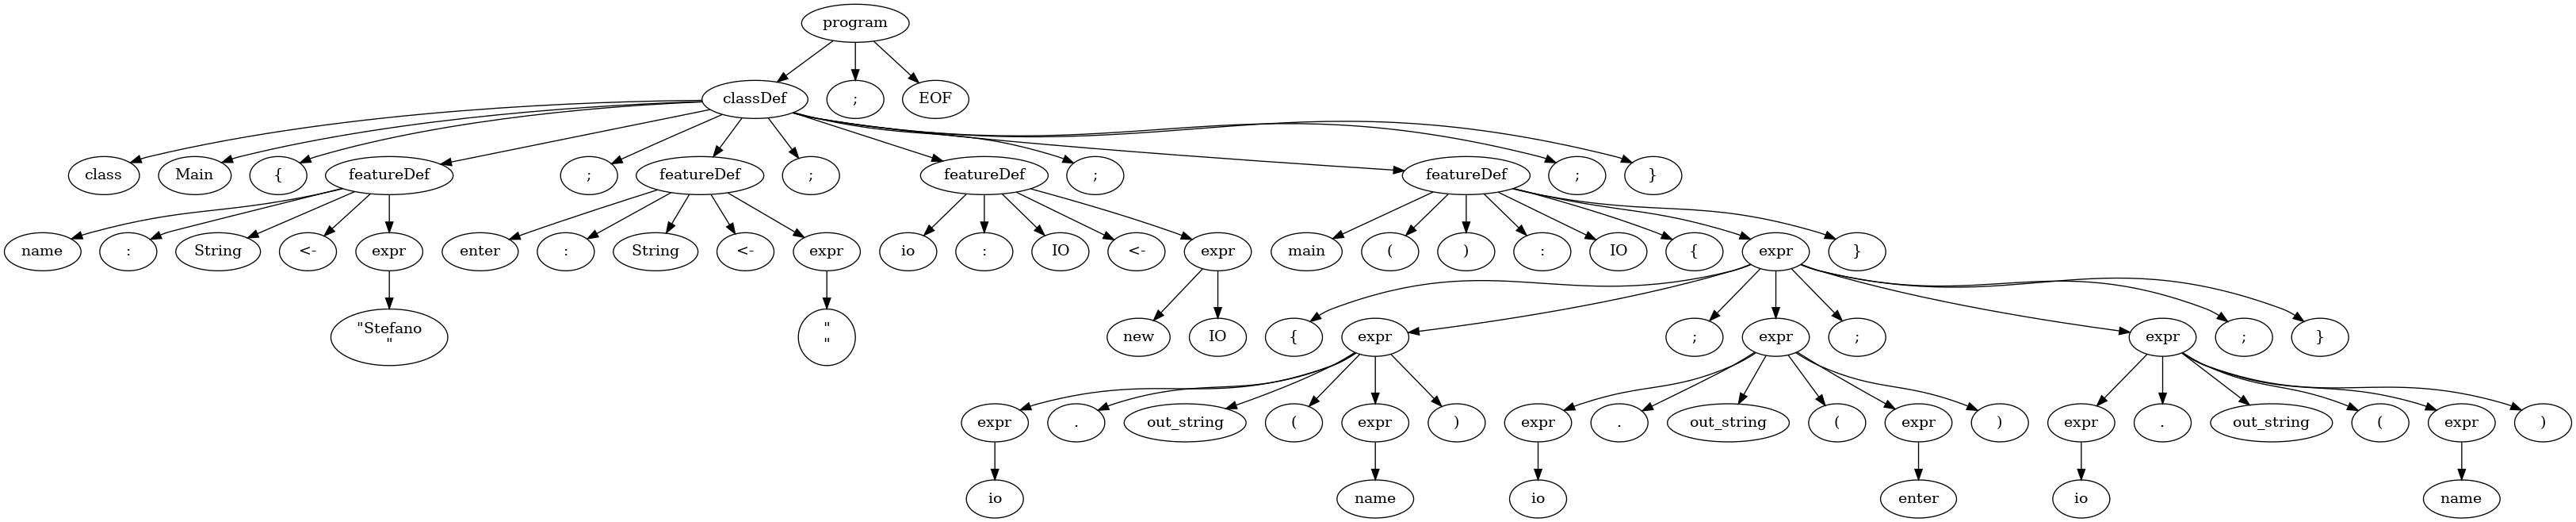 program
classDef
;
EOF
class
Main
{
featureDef
;
featureDef
;
featureDef
;
featureDef
;
}
name
:
String
<-
expr
enter
:
String
<-
expr
io
:
IO
<-
expr
main
(
)
:
IO
{
expr
}
"Stefano
"
"
"
new
IO
{
expr
;
expr
;
expr
;
}
expr
.
out_string
(
expr
)
expr
.
out_string
(
expr
)
expr
.
out_string
(
expr
)
io
name
io
enter
io
name